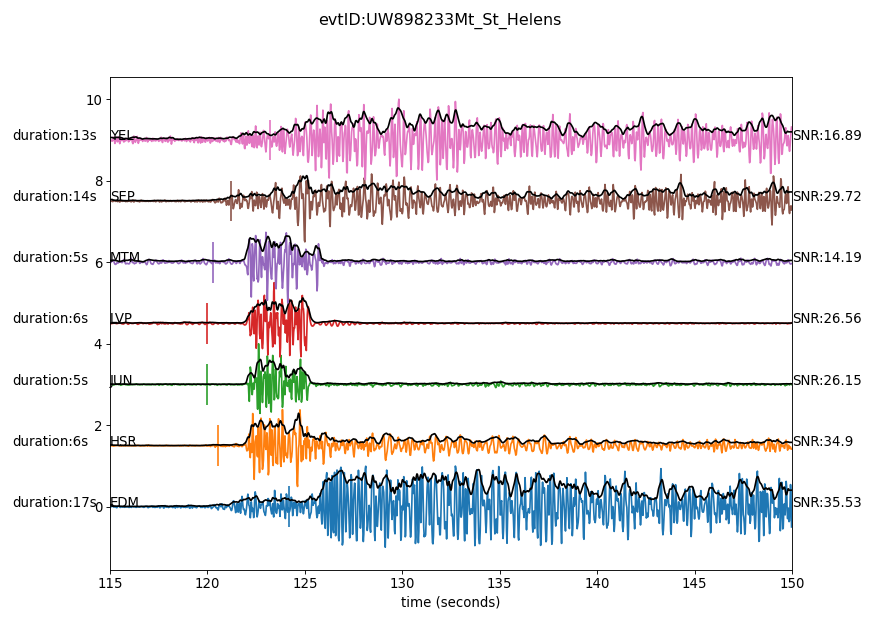 evtID:UW898233Mt_St_Helens
10
duration:13s YEL SNR:16.89
8
duration:14s SEP SNR:29.72
duration:5s MTM SNR:14.19
6
duration:6s LVP SNR:26.56
4
duration:5s JUN SNR:26.15
2
duration:6s HSR SNR:34.9
duration:17s EDM SNR:35.53
0
115 120 125 130 135 140 145 150
time (seconds)